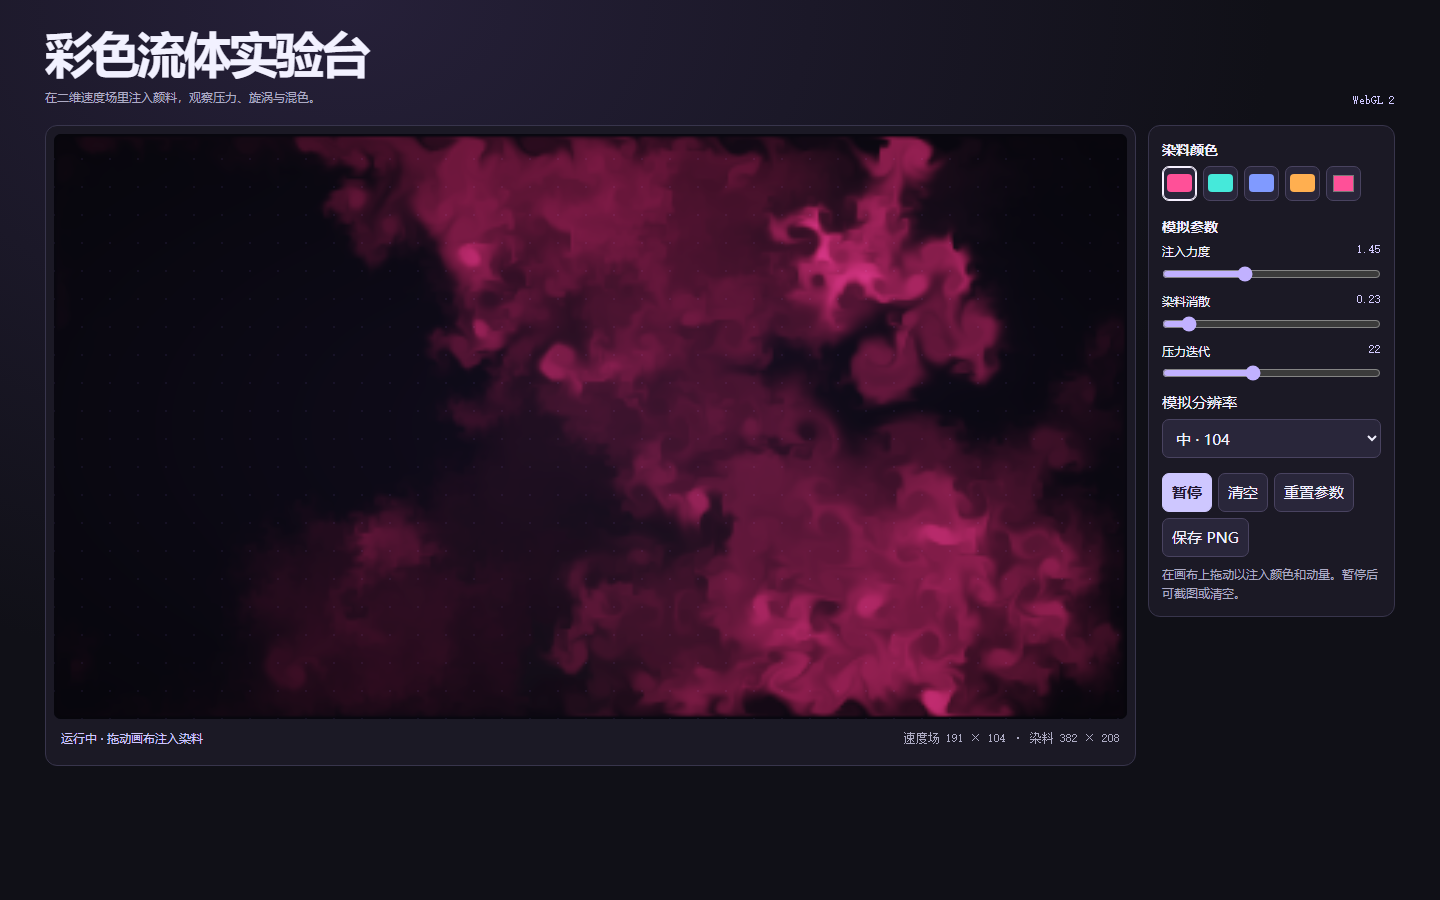 彩色流体实验台
在二维速度场里注入颜料，观察压力、旋涡与混色。
WebGL 2
染料颜色
模拟参数
注入力度 1.45
染料消散 0.23
压力迭代 22
模拟分辨率
中 · 104
暂停 清空 重置参数
保存 PNG
在画布上拖动以注入颜色和动量。暂停后
可截图或清空。
运行中 · 拖动画布注入染料
速度场 191 × 104 · 染料 382 × 208